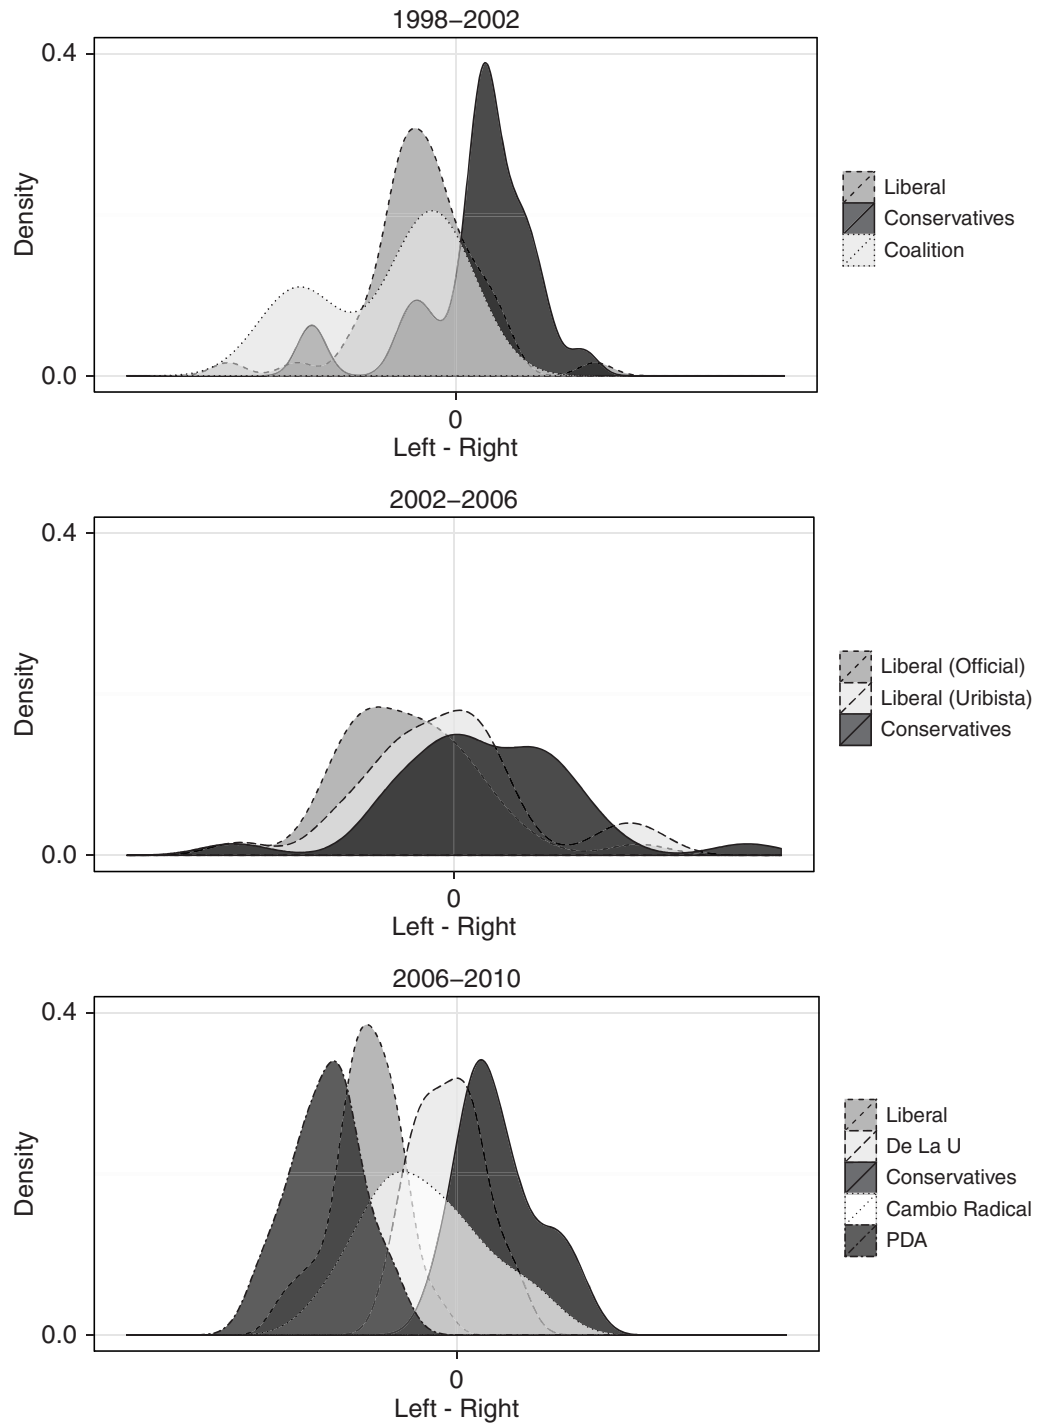 1998−2002
0.4
Density
0.0
0
Left - Right
Liberal
Conservatives
Coalition
2002−2006
0.4
Density
0.0
0
Left - Right
Liberal (Official)
Liberal (Uribista)
Conservatives
2006−2010
0.4
Density
0.0
0
Left - Right
Liberal
De La U
Conservatives
Cambio Radical
PDA